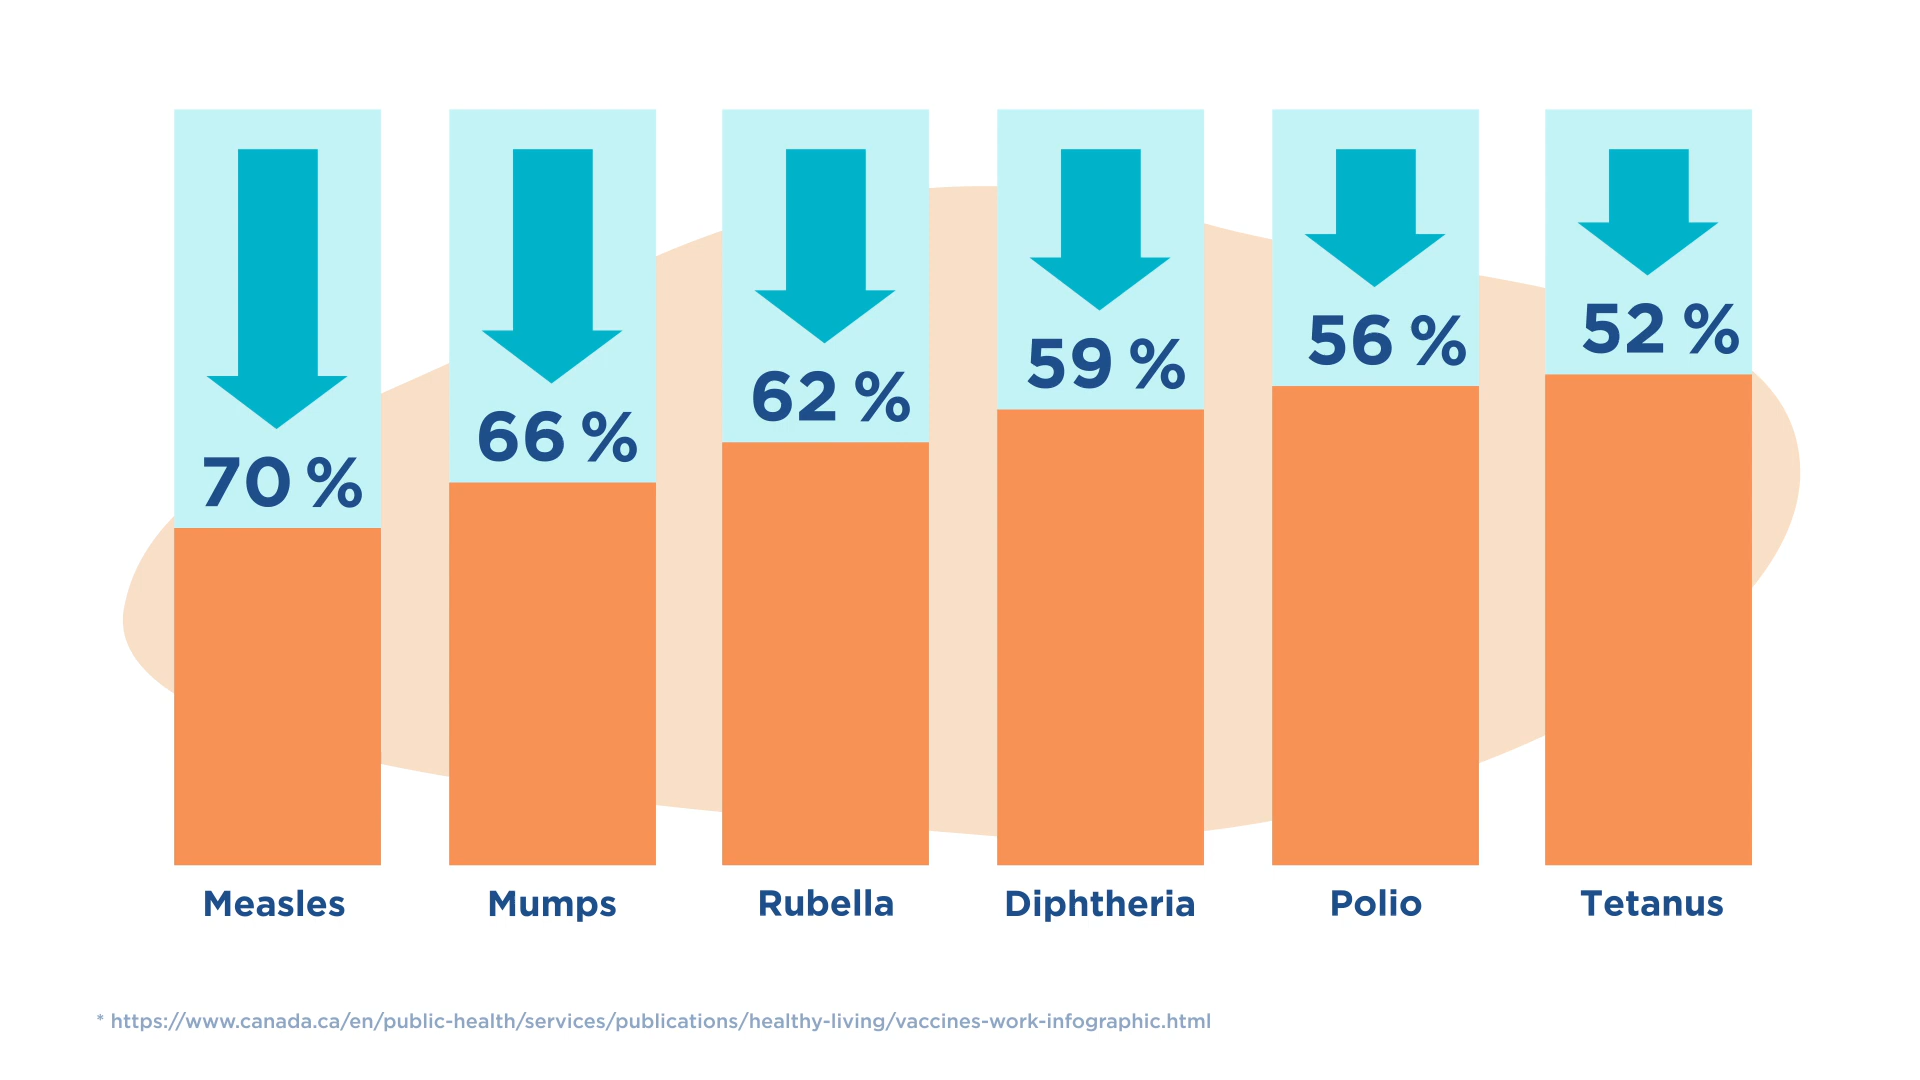 70 %
66 %
62 %
59 %
56 %
52 %
Measles
Mumps
Rubella
Diphtheria
Polio
Tetanus
* https://www.canada.ca/en/public-health/services/publications/healthy-living/vaccines-work-infographic.html